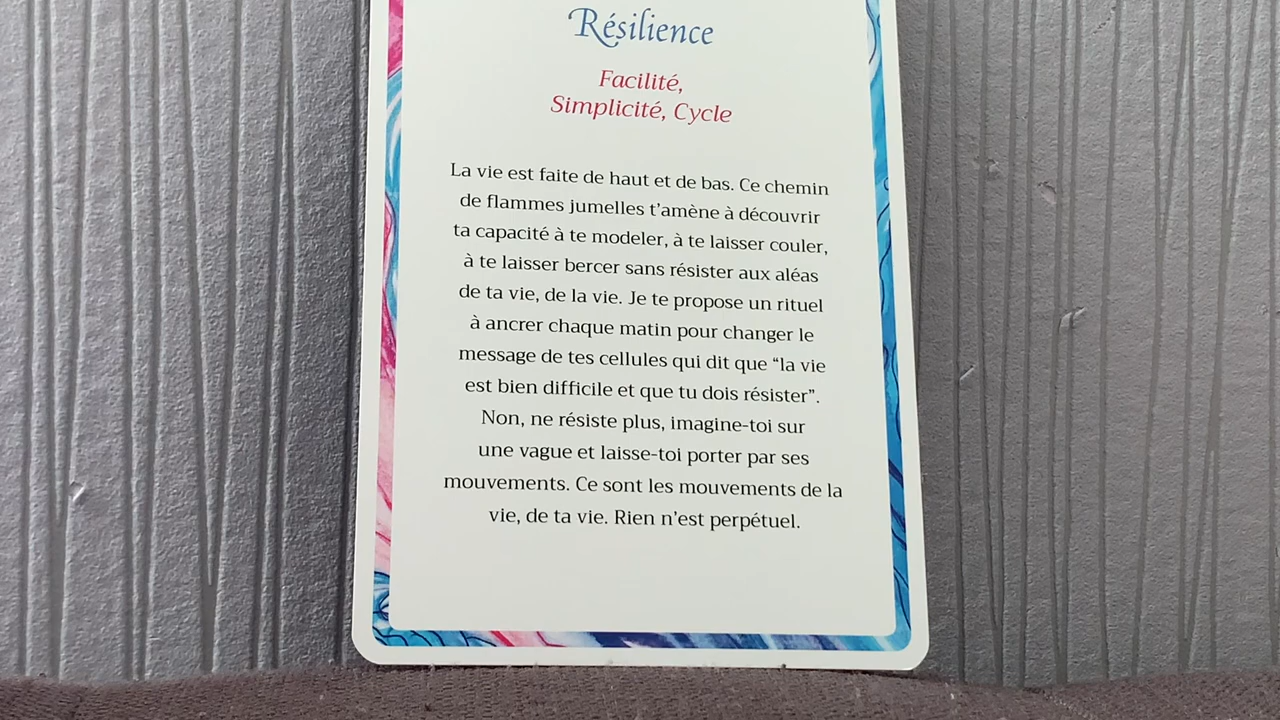 Résilience
Facilité,
Simplicité, Cycle
La vie est faite de haut et de bas. Ce chemin
de flammes jumelles t’amène à découvrir
ta capacité à te modeler, à te laisser couler,
à te laisser bercer sans résister aux aléas
de ta vie, de la vie. Je te propose un rituel
à ancrer chaque matin pour changer le
message de tes cellules qui dit que “la vie
est bien difficile et que tu dois résister”.
Non, ne résiste plus, imagine-toi sur
une vague et laisse-toi porter par ses
mouvements. Ce sont les mouvements de la
vie, de ta vie. Rien n’est perpétuel.